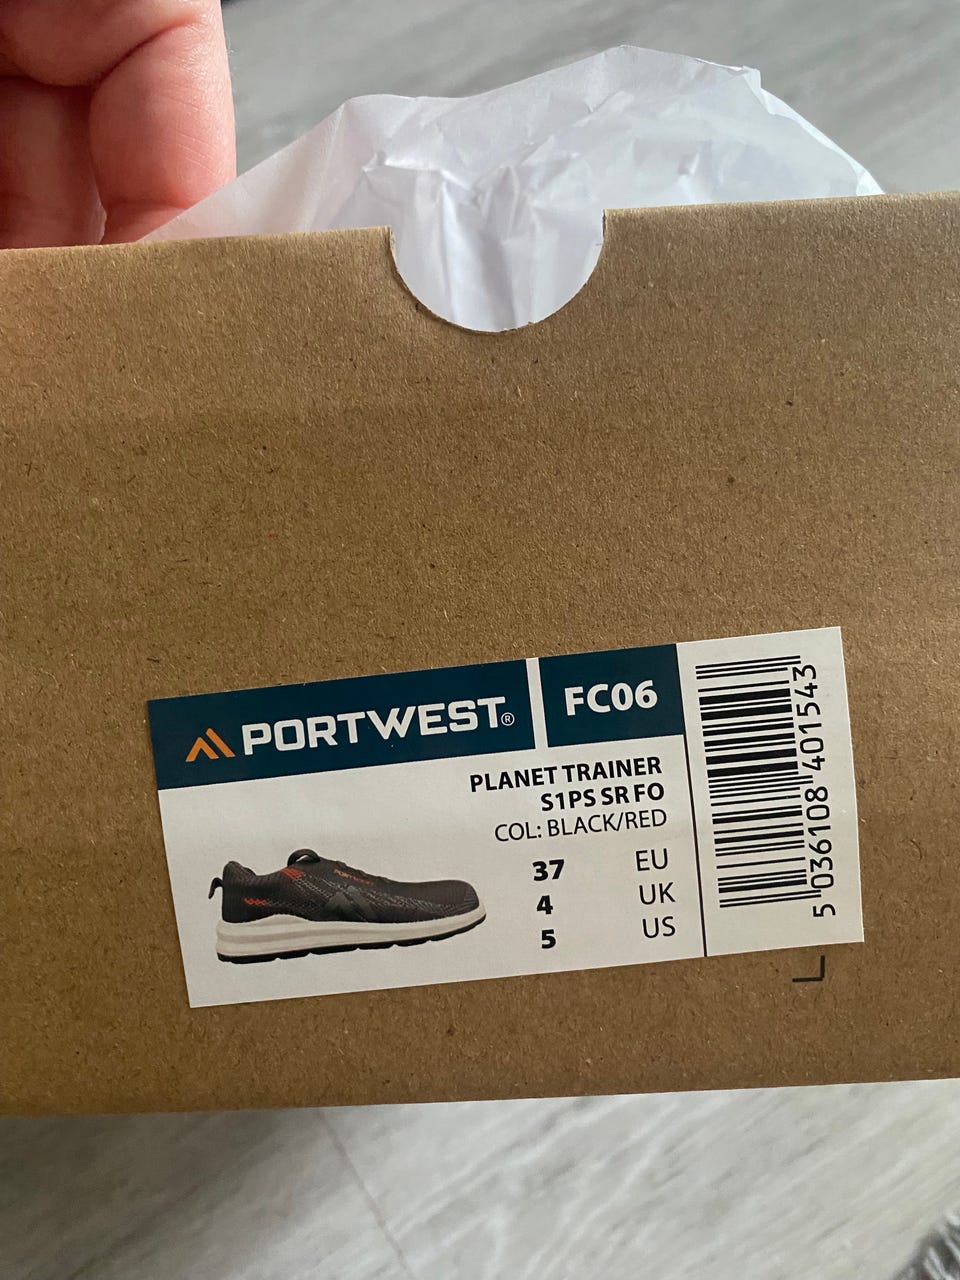 PORTWEST®
FC06
PLANET TRAINER
S1PS SR FO
COL: BLACK/RED
37 EU
4 UK
5 US
5 036108 401543
PORTWEST